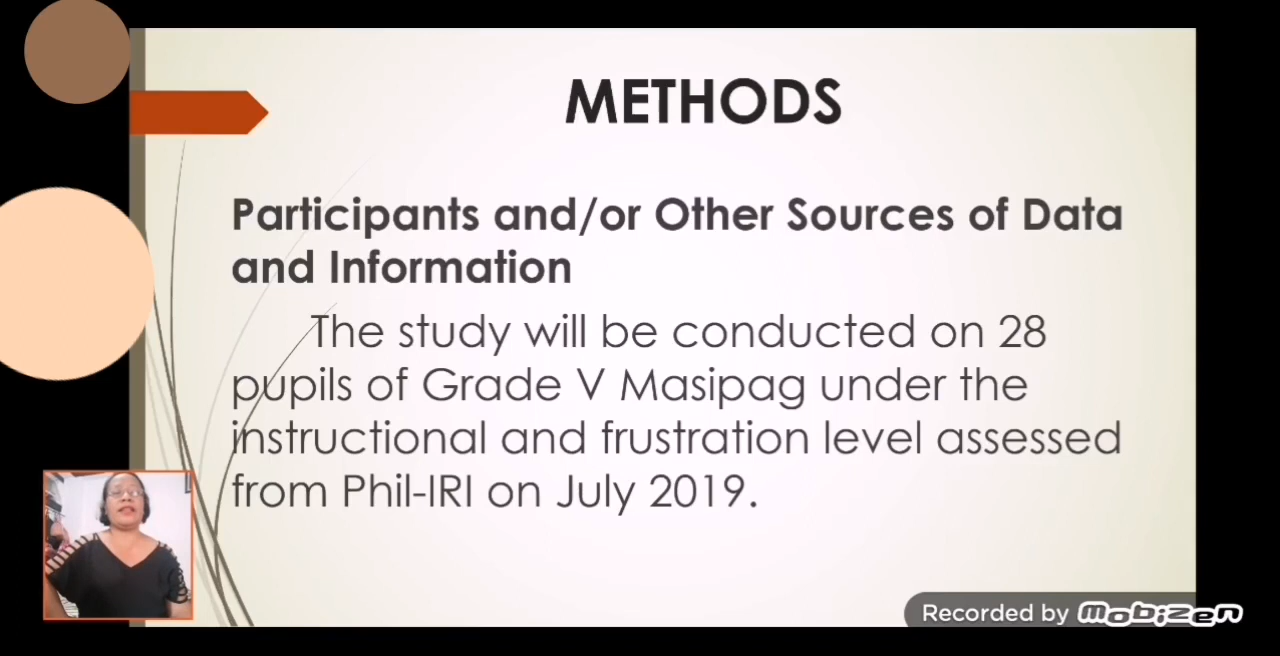 METHODS
Participants and/or Other Sources of Data
and Information
The study will be conducted on 28
pupils of Grade V Masipag under the
instructional and frustration level assessed
from Phil-IRI on July 2019.
Recorded by Mobizen